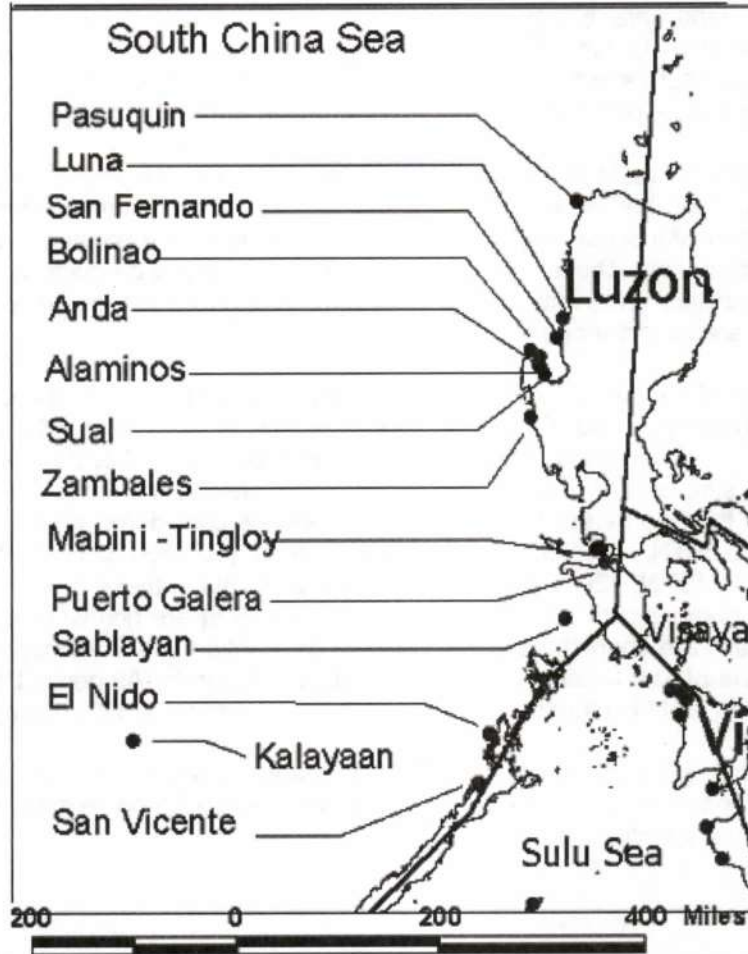 South China Sea
Pasuquin
Luna
San Fernando
Bolinao
Luzon
Anda
Alaminos
Sual
Zambales
Mabini -Tingloy
Puerto Galera
Visaya
Sablayan
El Nido
Vis
Kalayaan
San Vicente
Sulu Sea
200 0 200 400 Miles